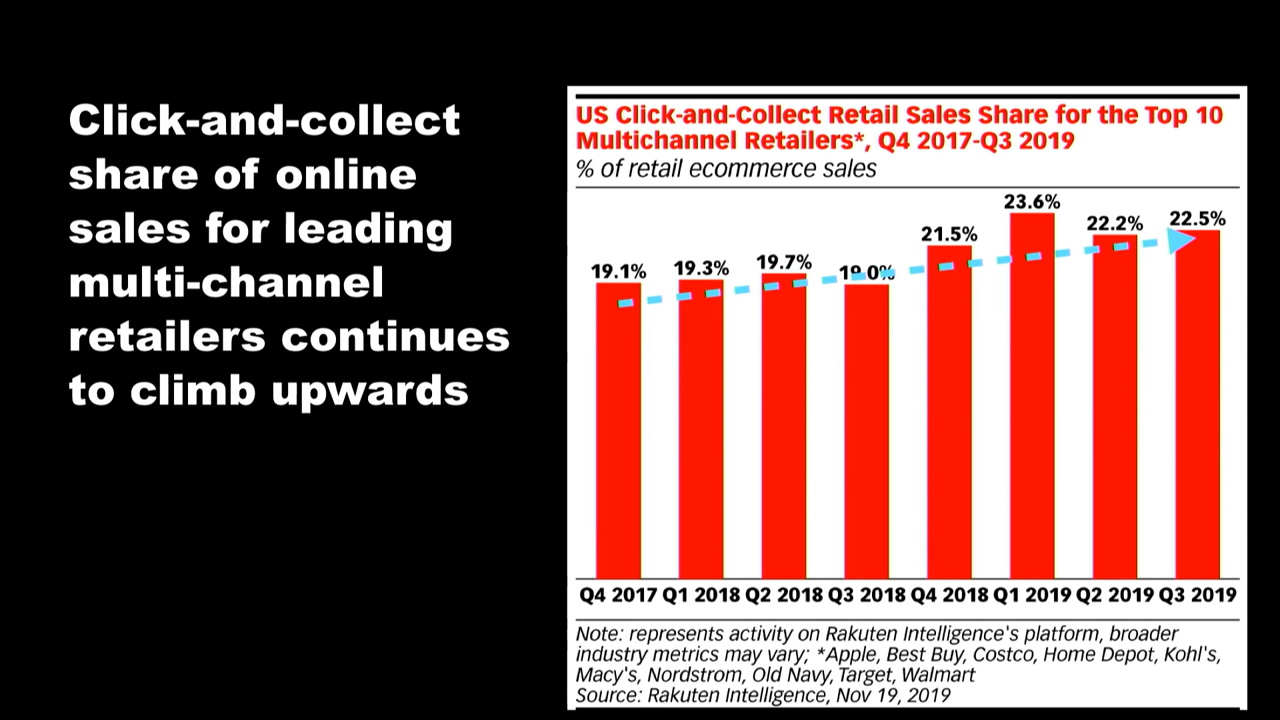 Click-and-collect
share of online
sales for leading
multi-channel
retailers continues
to climb upwards
US Click-and-Collect Retail Sales Share for the Top 10
Multichannel Retailers*, Q4 2017-Q3 2019
% of retail ecommerce sales
19.1% 19.3% 19.7% 19.0% 21.5% 23.6% 22.2% 22.5%
Q4 2017 Q1 2018 Q2 2018 Q3 2018 Q4 2018 Q1 2019 Q2 2019 Q3 2019
Note: represents activity on Rakuten Intelligence's platform, broader
industry metrics may vary; *Apple, Best Buy, Costco, Home Depot, Kohl's,
Macy's, Nordstrom, Old Navy, Target, Walmart
Source: Rakuten Intelligence, Nov 19, 2019